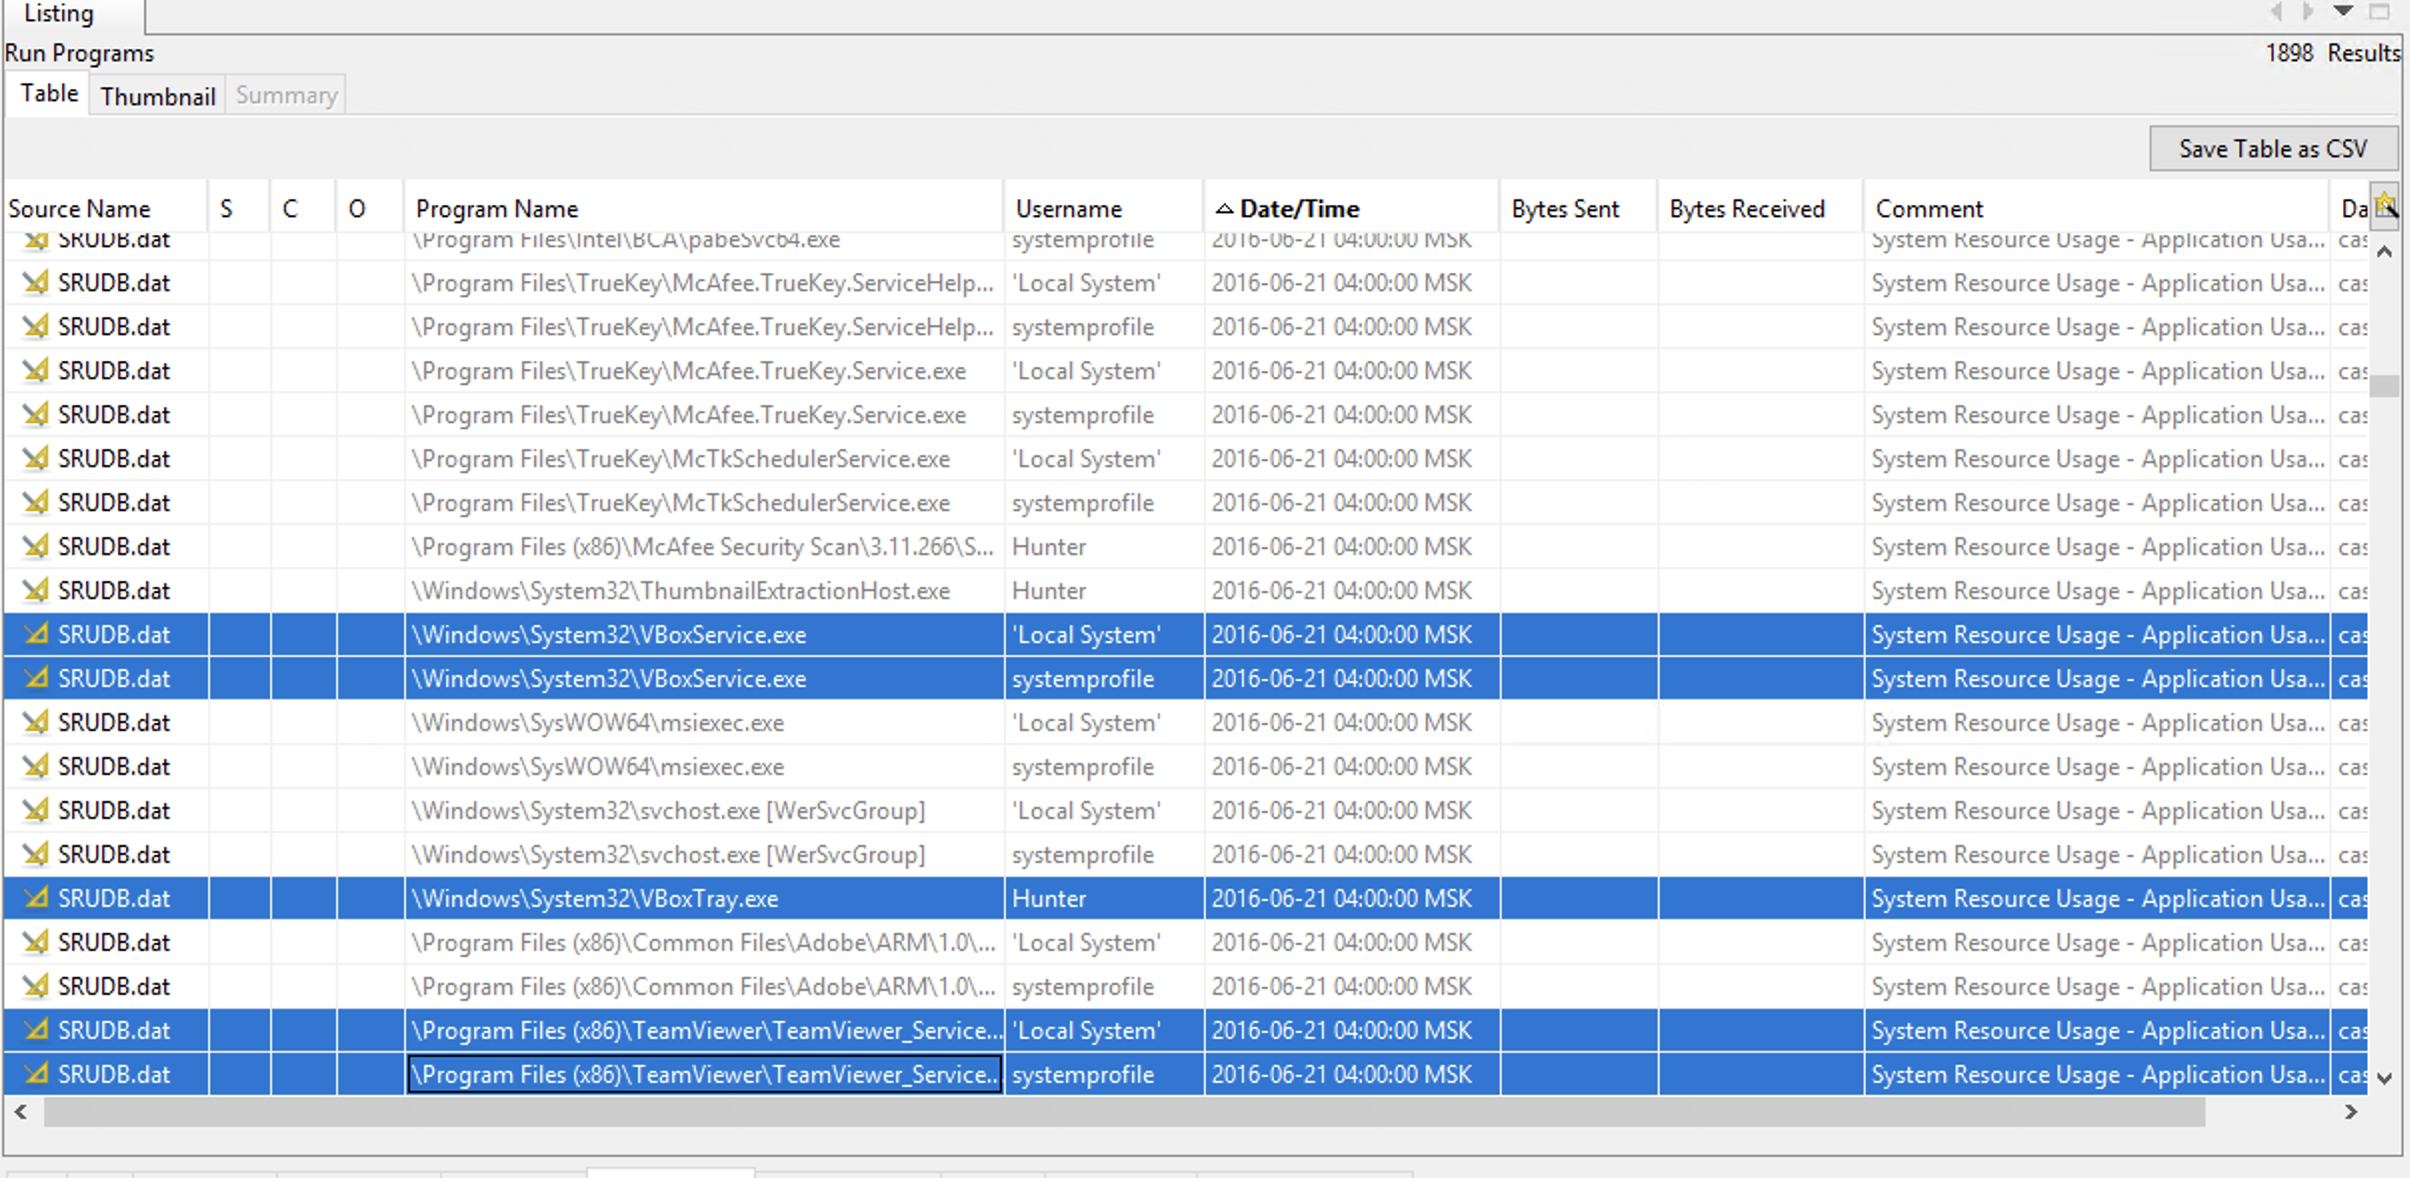 Listing
Run Programs 1898 Results
Table Thumbnail Summary
Save Table as CSV
Source Name S C O Program Name Username Date/Time Bytes Sent Bytes Received Comment Da
SRUDB.dat \Program Files\Intel\BCA\pabeSvc64.exe systemprofile 2016-06-21 04:00:00 MSK System Resource Usage - Application Usa... cas
SRUDB.dat \Program Files\TrueKey\McAfee.TrueKey.ServiceHelp... 'Local System' 2016-06-21 04:00:00 MSK System Resource Usage - Application Usa... cas
SRUDB.dat \Program Files\TrueKey\McAfee.TrueKey.ServiceHelp... systemprofile 2016-06-21 04:00:00 MSK System Resource Usage - Application Usa... cas
SRUDB.dat \Program Files\TrueKey\McAfee.TrueKey.Service.exe 'Local System' 2016-06-21 04:00:00 MSK System Resource Usage - Application Usa... cas
SRUDB.dat \Program Files\TrueKey\McAfee.TrueKey.Service.exe systemprofile 2016-06-21 04:00:00 MSK System Resource Usage - Application Usa... cas
SRUDB.dat \Program Files\TrueKey\McTkSchedulerService.exe 'Local System' 2016-06-21 04:00:00 MSK System Resource Usage - Application Usa... cas
SRUDB.dat \Program Files\TrueKey\McTkSchedulerService.exe systemprofile 2016-06-21 04:00:00 MSK System Resource Usage - Application Usa... cas
SRUDB.dat \Program Files (x86)\McAfee Security Scan\3.11.266\S... Hunter 2016-06-21 04:00:00 MSK System Resource Usage - Application Usa... cas
SRUDB.dat \Windows\System32\ThumbnailExtractionHost.exe Hunter 2016-06-21 04:00:00 MSK System Resource Usage - Application Usa... cas
SRUDB.dat \Windows\System32\VBoxService.exe 'Local System' 2016-06-21 04:00:00 MSK System Resource Usage - Application Usa... cas
SRUDB.dat \Windows\System32\VBoxService.exe systemprofile 2016-06-21 04:00:00 MSK System Resource Usage - Application Usa... cas
SRUDB.dat \Windows\SysWOW64\msiexec.exe 'Local System' 2016-06-21 04:00:00 MSK System Resource Usage - Application Usa... cas
SRUDB.dat \Windows\SysWOW64\msiexec.exe systemprofile 2016-06-21 04:00:00 MSK System Resource Usage - Application Usa... cas
SRUDB.dat \Windows\System32\svchost.exe [WerSvcGroup] 'Local System' 2016-06-21 04:00:00 MSK System Resource Usage - Application Usa... cas
SRUDB.dat \Windows\System32\svchost.exe [WerSvcGroup] systemprofile 2016-06-21 04:00:00 MSK System Resource Usage - Application Usa... cas
SRUDB.dat \Windows\System32\VBoxTray.exe Hunter 2016-06-21 04:00:00 MSK System Resource Usage - Application Usa... cas
SRUDB.dat \Program Files (x86)\Common Files\Adobe\ARM\1.0\... 'Local System' 2016-06-21 04:00:00 MSK System Resource Usage - Application Usa... cas
SRUDB.dat \Program Files (x86)\Common Files\Adobe\ARM\1.0\... systemprofile 2016-06-21 04:00:00 MSK System Resource Usage - Application Usa... cas
SRUDB.dat \Program Files (x86)\TeamViewer\TeamViewer_Service... 'Local System' 2016-06-21 04:00:00 MSK System Resource Usage - Application Usa... cas
SRUDB.dat \Program Files (x86)\TeamViewer\TeamViewer_Service... systemprofile 2016-06-21 04:00:00 MSK System Resource Usage - Application Usa... cas